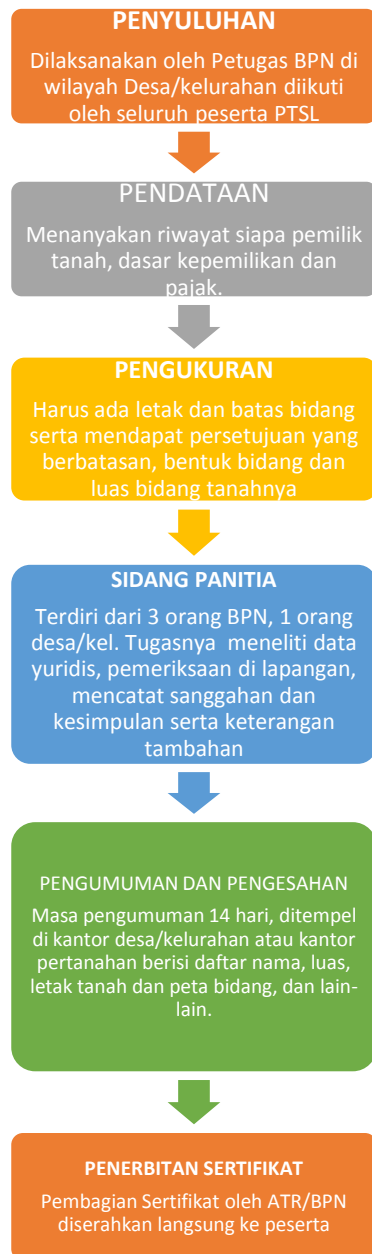 PENYULUHAN
Dilaksanakan oleh Petugas BPN di
wilayah Desa/kelurahan diikuti
oleh seluruh peserta PTSL
PENDATAAN
Menanyakan riwayat siapa pemilik
tanah, dasar kepemilikan dan
pajak.
PENGUKURAN
Harus ada letak dan batas bidang
serta mendapat persetujuan yang
berbatasan, bentuk bidang dan
luas bidang tanahnya
SIDANG PANITIA
Terdiri dari 3 orang BPN, 1 orang
desa/kel. Tugasnya meneliti data
yuridis, pemeriksaan di lapangan,
mencatat sanggahan dan
kesimpulan serta keterangan
tambahan
PENGUMUMAN DAN PENGESAHAN
Masa pengumuman 14 hari, ditempel
di kantor desa/kelurahan atau kantor
pertanahan berisi daftar nama, luas,
letak tanah dan peta bidang, dan lain-
lain.
PENERBITAN SERTIFIKAT
Pembagian Sertifikat oleh ATR/BPN
diserahkan langsung ke peserta